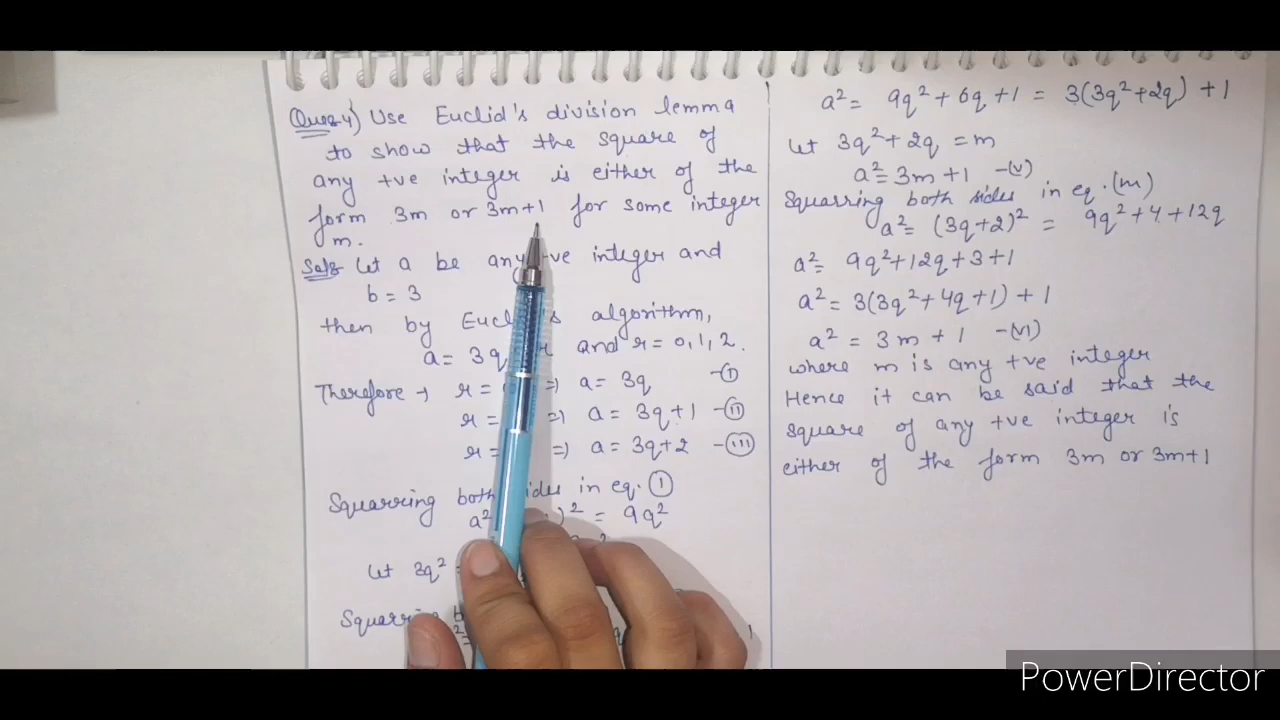 Ques 4) Use Euclid's division lemma
to show that the square of
any +ve integer is either of the
form 3m or 3m+1 for some integer
m.
Sol: Let a be any +ve integer and
b = 3
then by Euclid's algorithm,
a = 3q and r = 0, 1, 2.
Therefore → r = => a = 3q -(I)
r = => a = 3q+1 -(II)
r = => a = 3q+2 -(III)
Squarring both sides in eq. (I)
a² )² = 9q²
Let 3q² =
Squarring
a² = 9q² + 6q + 1 = 3(3q² + 2q) + 1
Let 3q² + 2q = m
a² = 3m + 1 -(V)
Squarring both sides in eq. (III)
a² = (3q+2)² = 9q² + 4 + 12q
a² = 9q² + 12q + 3 + 1
a² = 3(3q² + 4q + 1) + 1
a² = 3m + 1 -(VI)
where m is any +ve integer
Hence it can be said that the
square of any +ve integer is
either of the form 3m or 3m+1
PowerDirector